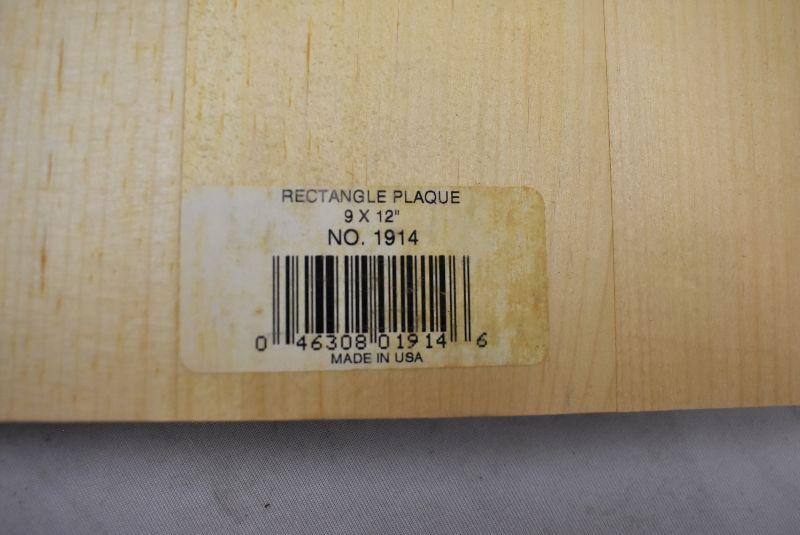 RECTANGLE PLAQUE
9 X 12"
NO. 1914
0 46308 01914 6
MADE IN USA